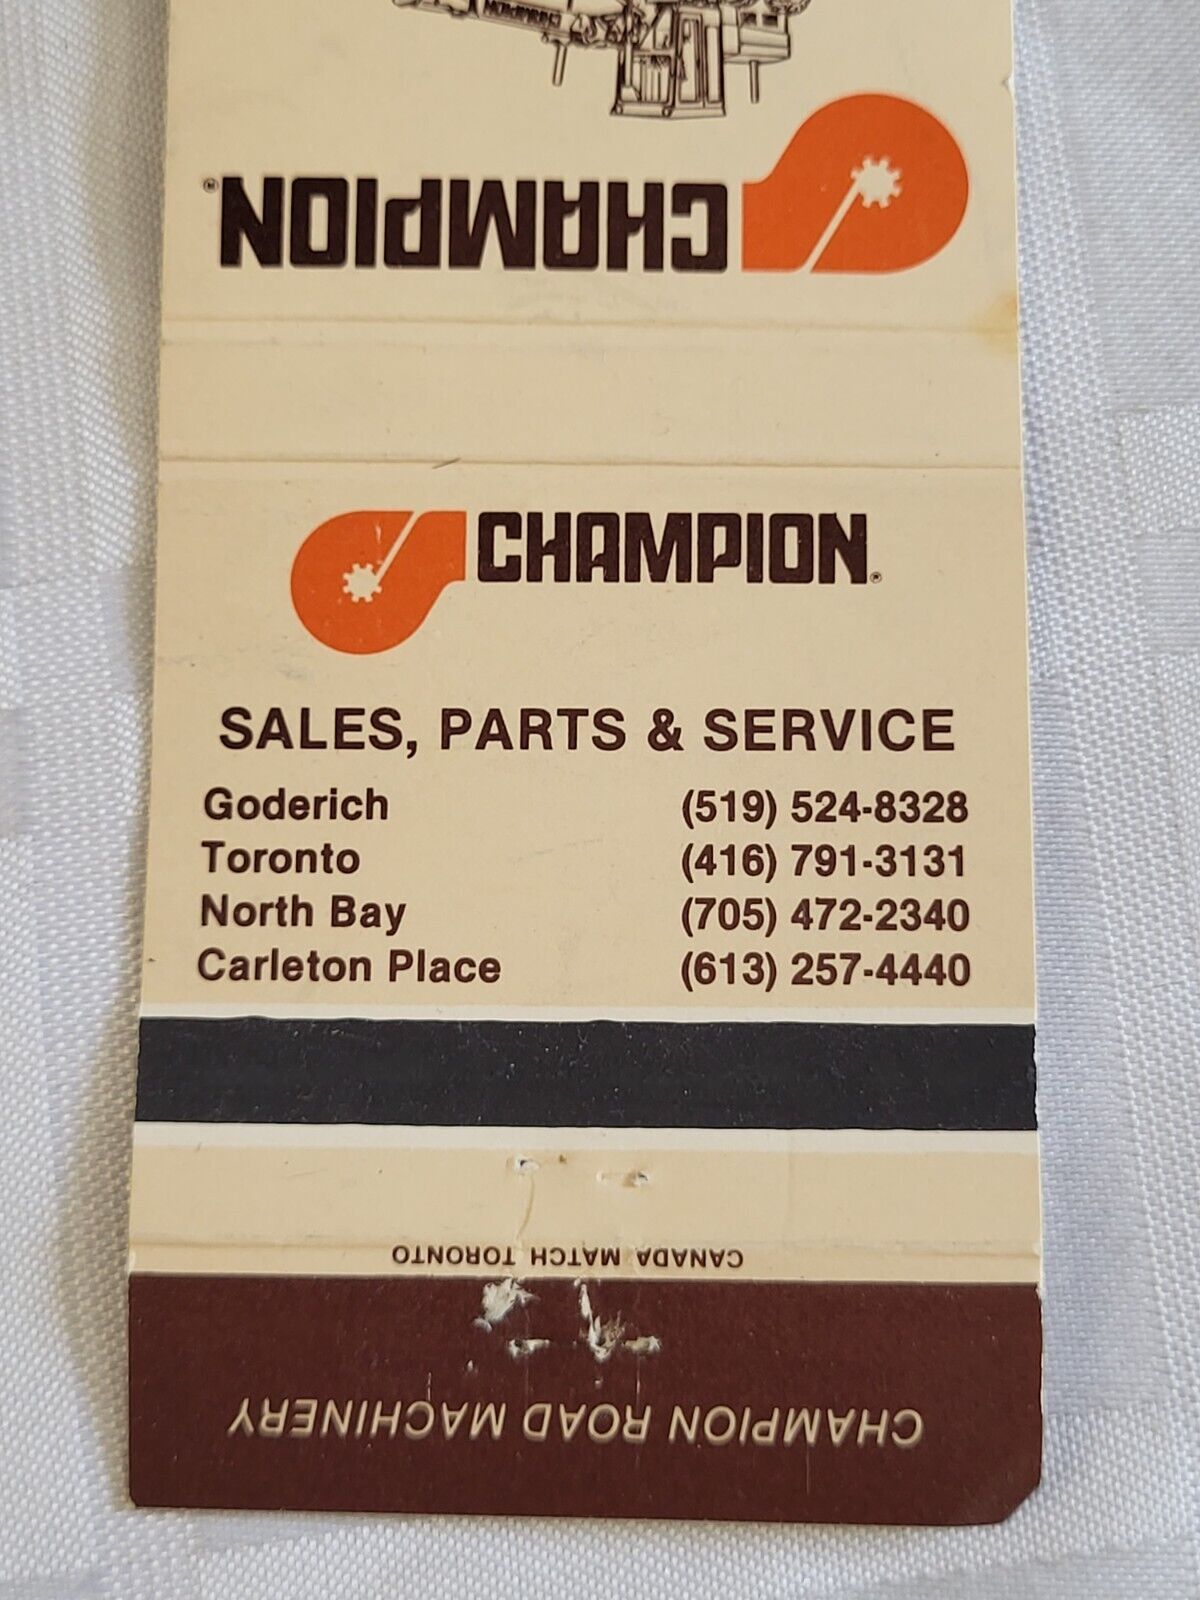 CHAMPION
CHAMPION®
CHAMPION®
SALES, PARTS & SERVICE
Goderich (519) 524-8328
Toronto (416) 791-3131
North Bay (705) 472-2340
Carleton Place (613) 257-4440
CANADA MATCH TORONTO
CHAMPION ROAD MACHINERY